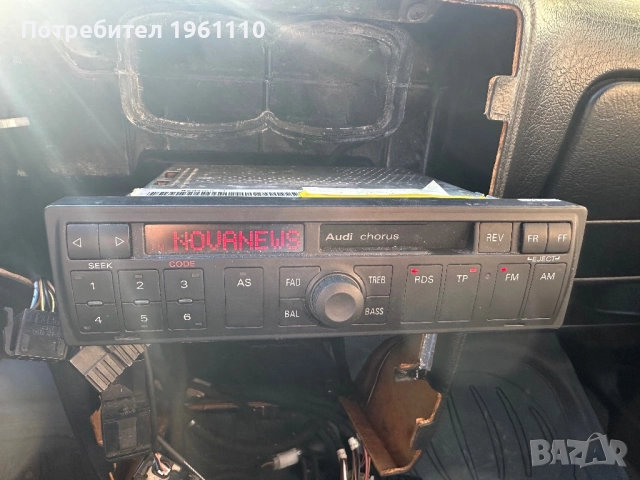 Потребител 1961110
NOVANEWS
Audi chorus
REV FR FF
SEEK CODE EJECT
1 2 3 AS FAD TREB RDS TP FM AM
4 5 6 BAL BASS
BAZAR